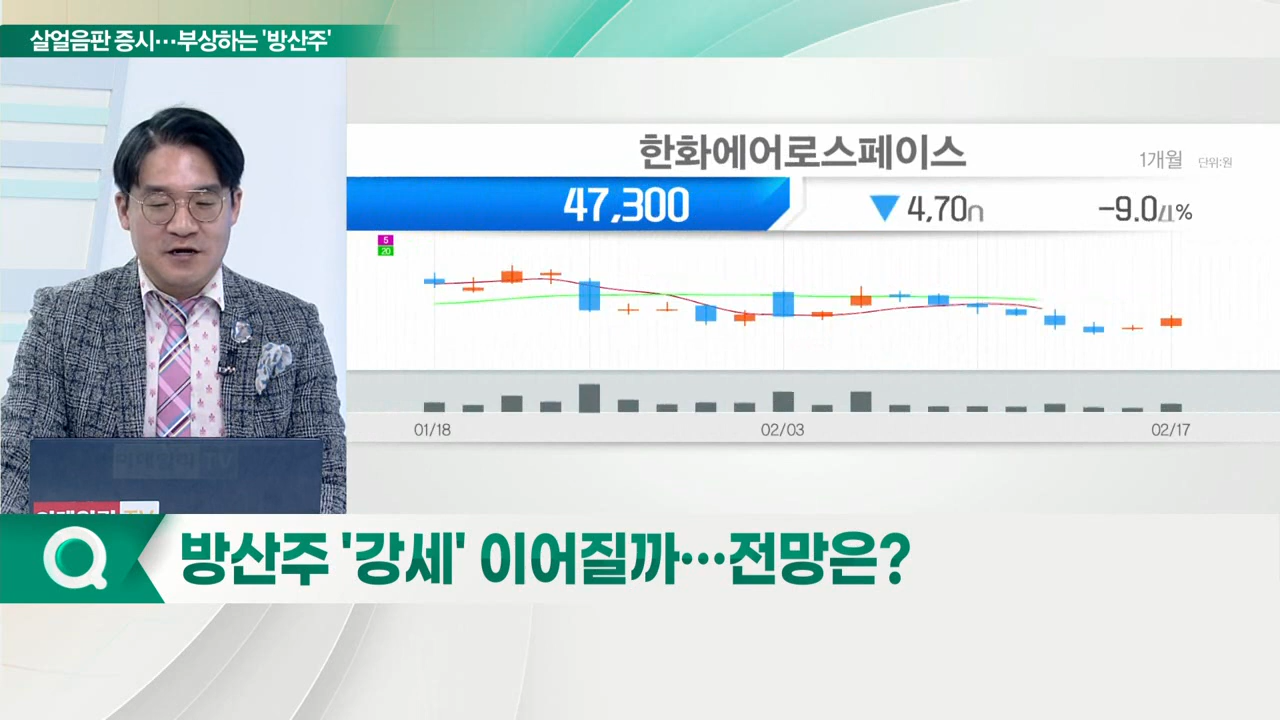 살얼음판 증시…부상하는 '방산주'
한화에어로스페이스
1개월 단위:원
47,300 ▼ 4,70 -9.0 %
5
20
01/18 02/03 02/17
방산주 '강세' 이어질까…전망은?